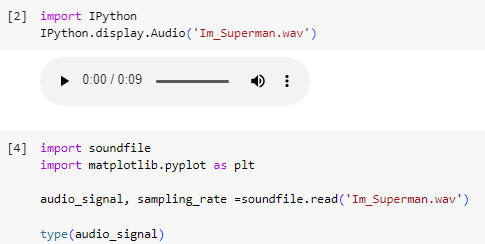 [2] import IPython
IPython.display.Audio('Im_Superman.wav')
0:00 / 0:09
[4] import soundfile
import matplotlib.pyplot as plt
audio_signal, sampling_rate =soundfile.read('Im_Superman.wav')
type(audio_signal)